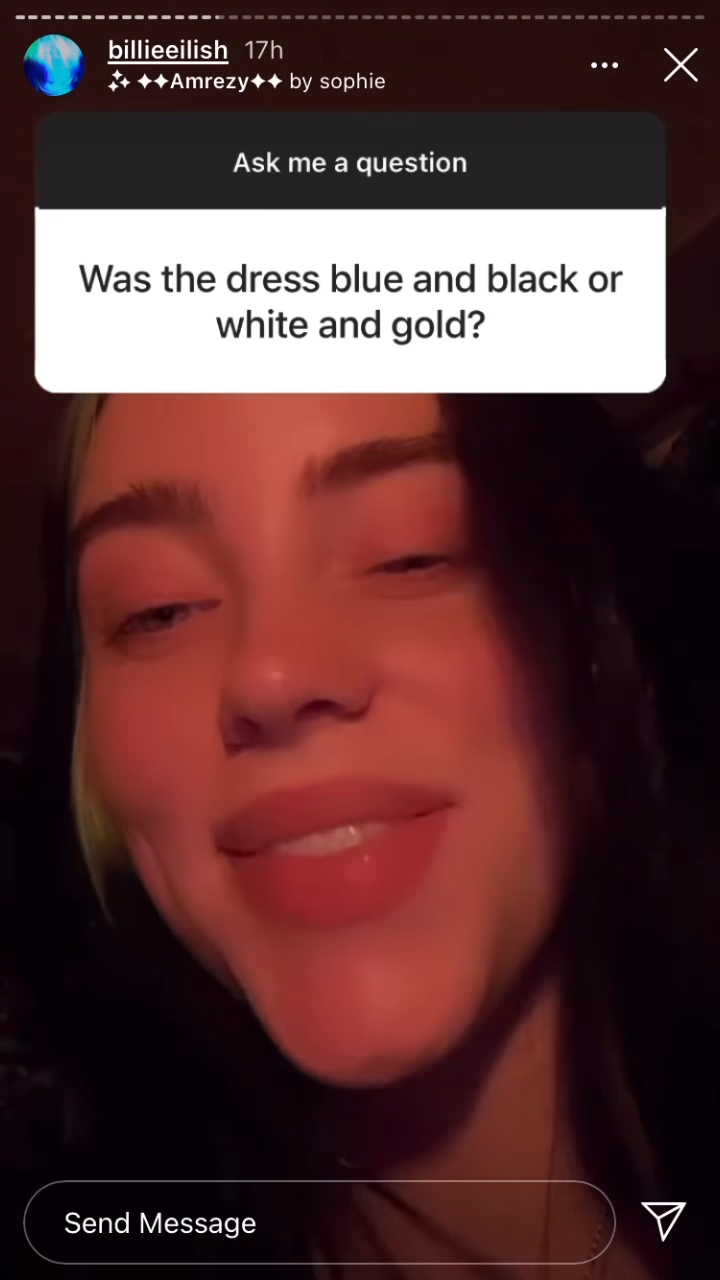 billieeilish 17h
✦✦Amrezy✦✦ by sophie
Ask me a question
Was the dress blue and black or
white and gold?
Send Message